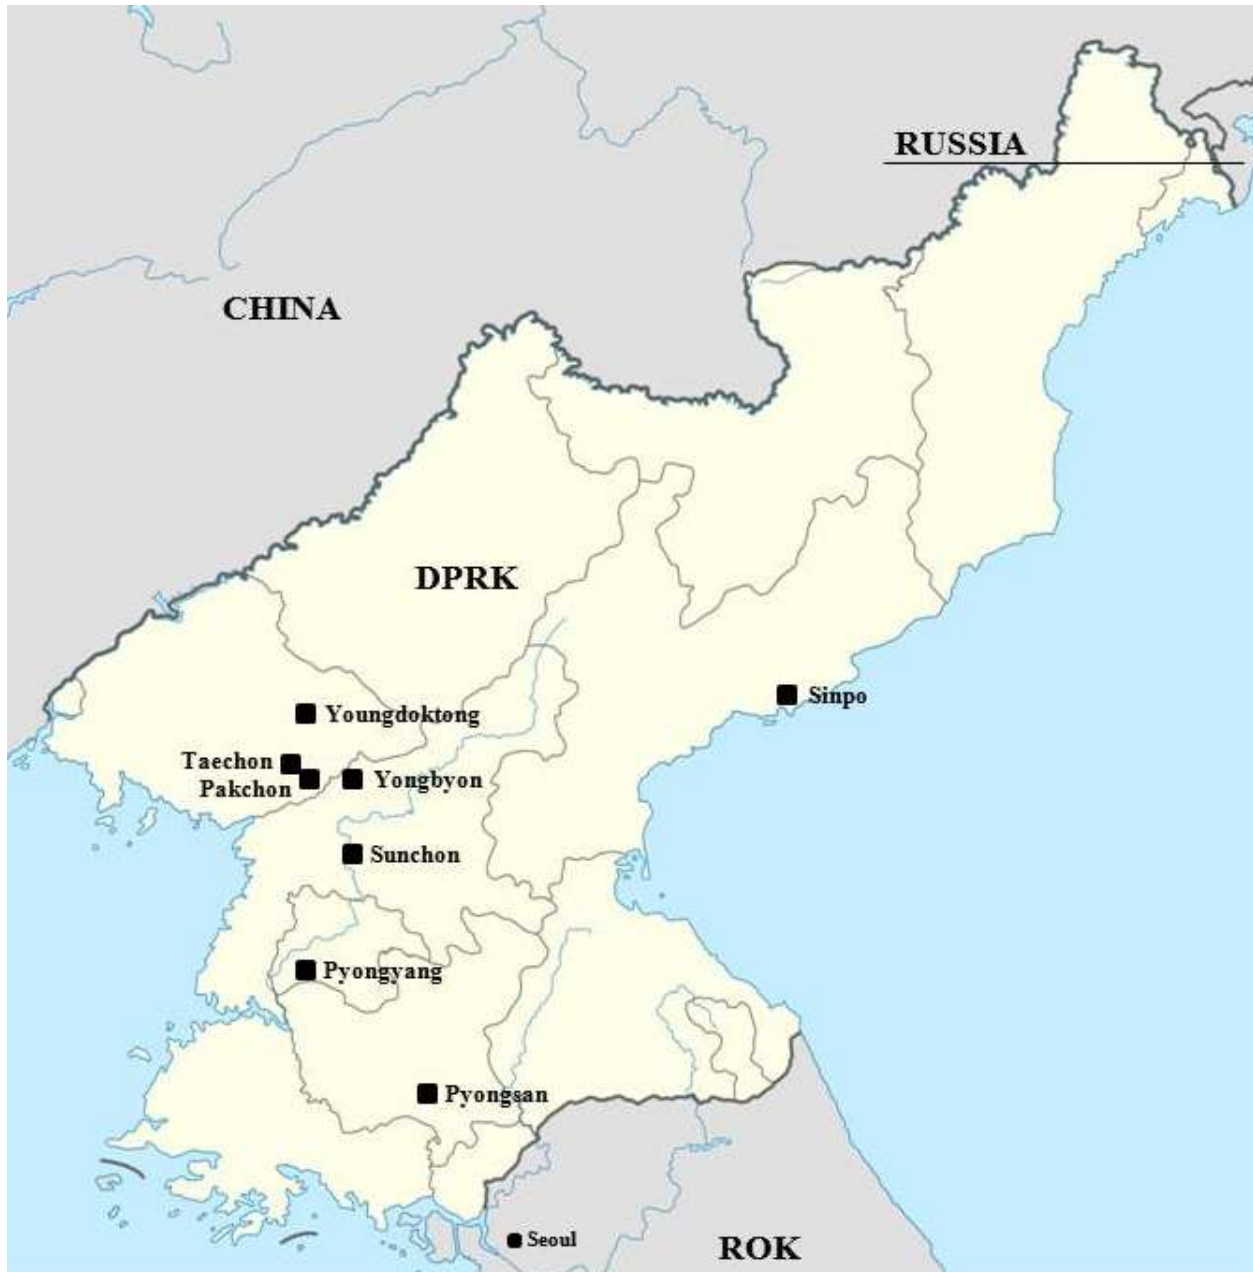 RUSSIA
CHINA
DPRK
Sinpo
Youngdoktong
Taechon
Pakchon
Yongbyon
Sunchon
Pyongyang
Pyongsan
Seoul
ROK